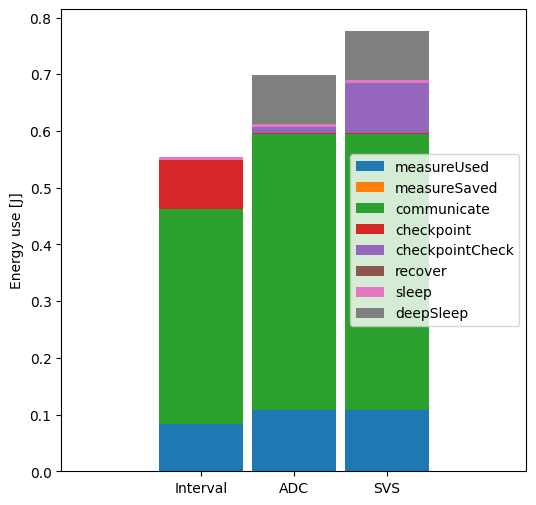 0.8
0.7
0.6
0.5
0.4
0.3
0.2
0.1
0.0
Energy use [J]
measureUsed
measureSaved
communicate
checkpoint
checkpointCheck
recover
sleep
deepSleep
Interval ADC SVS